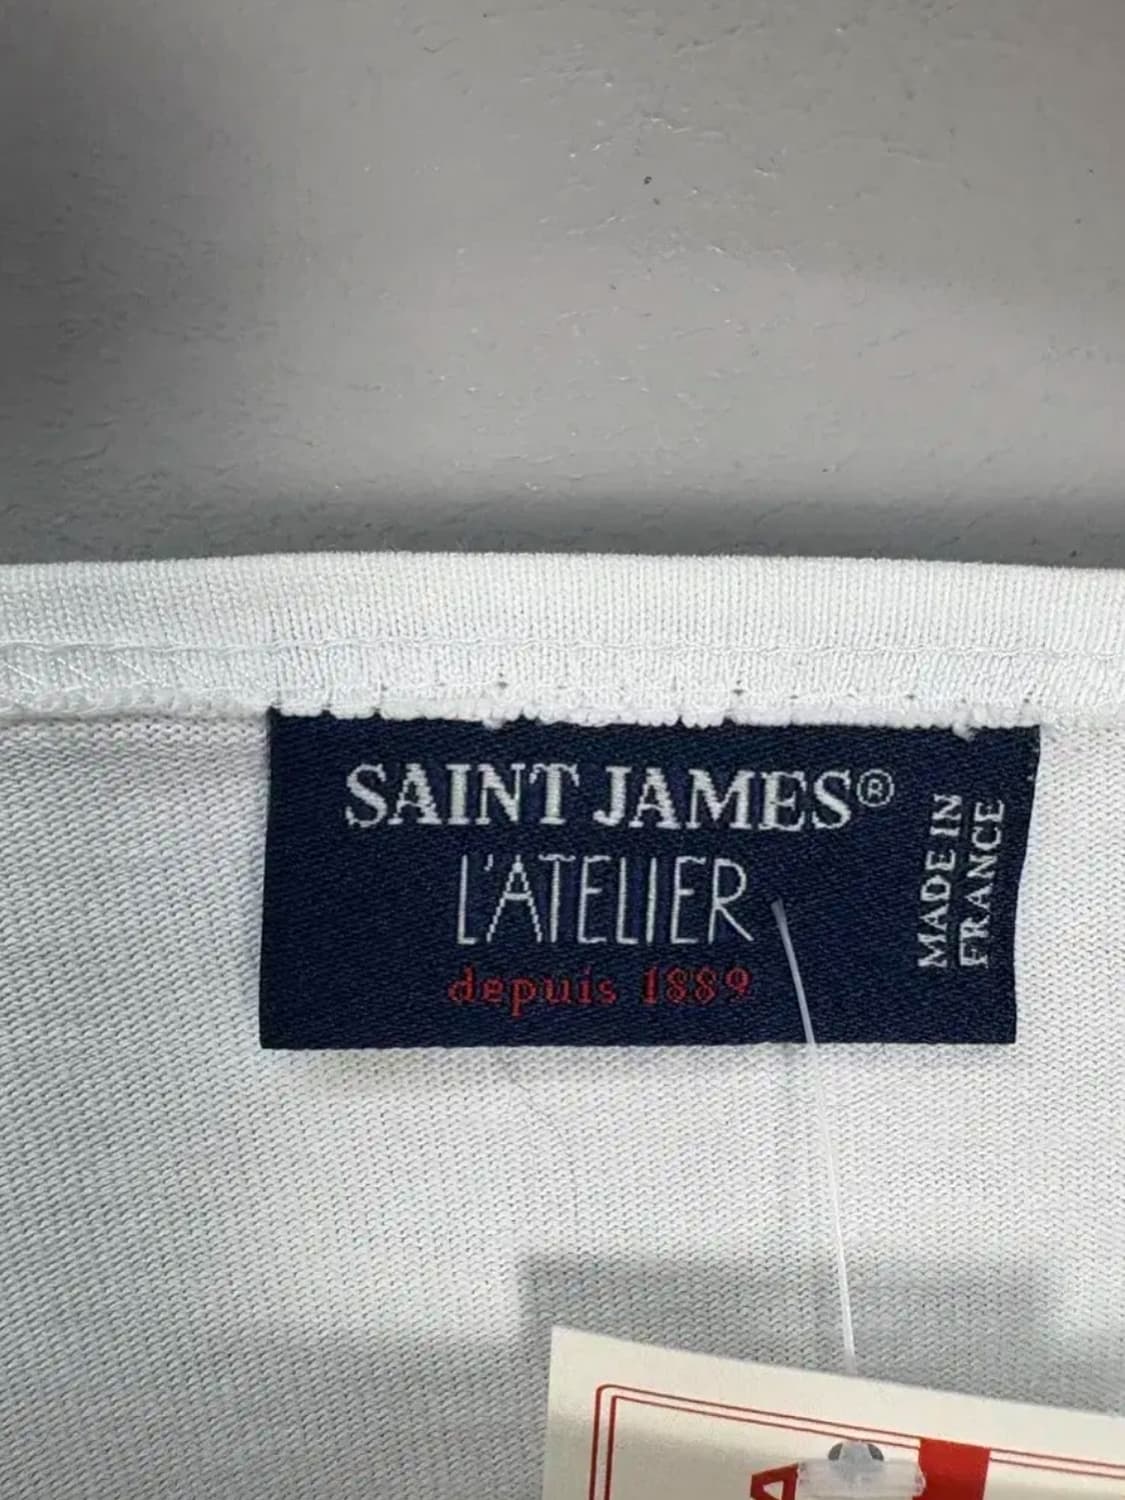 SAINT JAMES®
L'ATELIER
depuis 1889
MADE IN
FRANCE